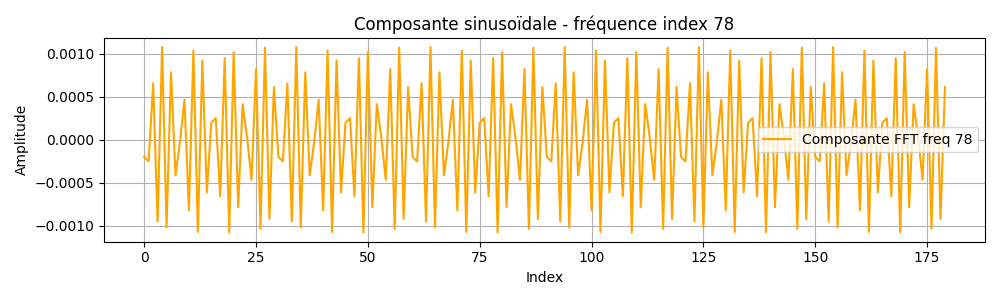 Composante sinusoïdale - fréquence index 78
Amplitude
0.0010
0.0005
0.0000
−0.0005
−0.0010
Composante FFT freq 78
0 25 50 75 100 125 150 175
Index